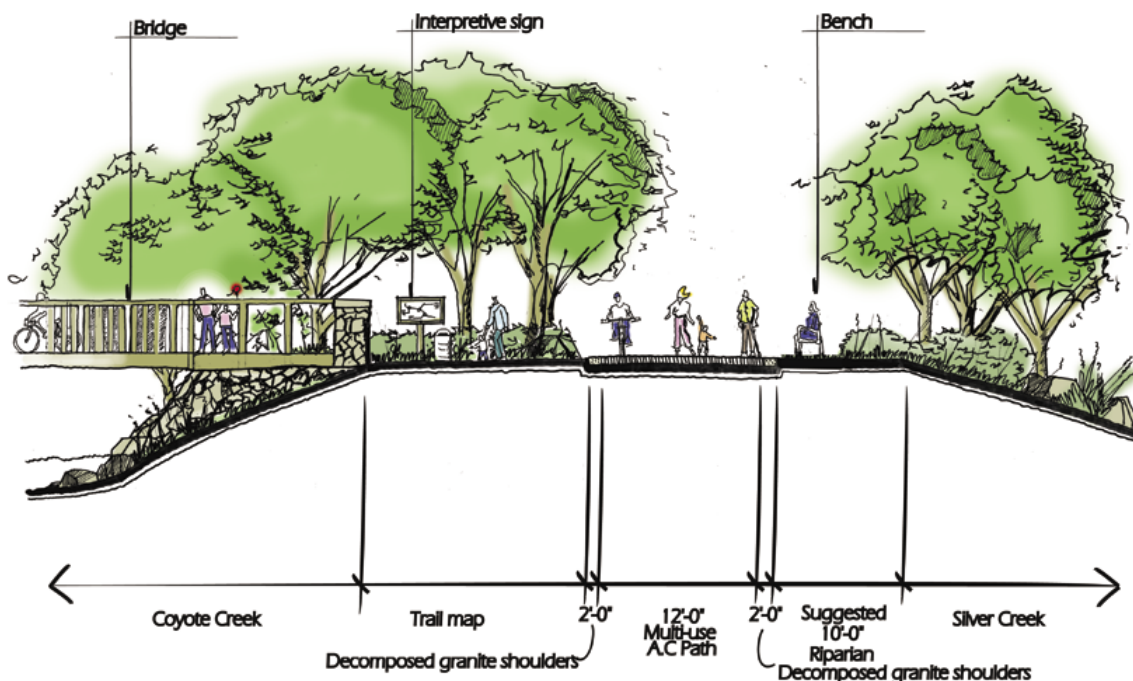 Bridge
Interpretive sign
Bench
Coyote Creek
Trail map
2'-0"
12'-0"
Multi-use
A.C Path
2'-0"
Suggested
10'-0"
Riparian
Silver Creek
Decomposed granite shoulders
Decomposed granite shoulders